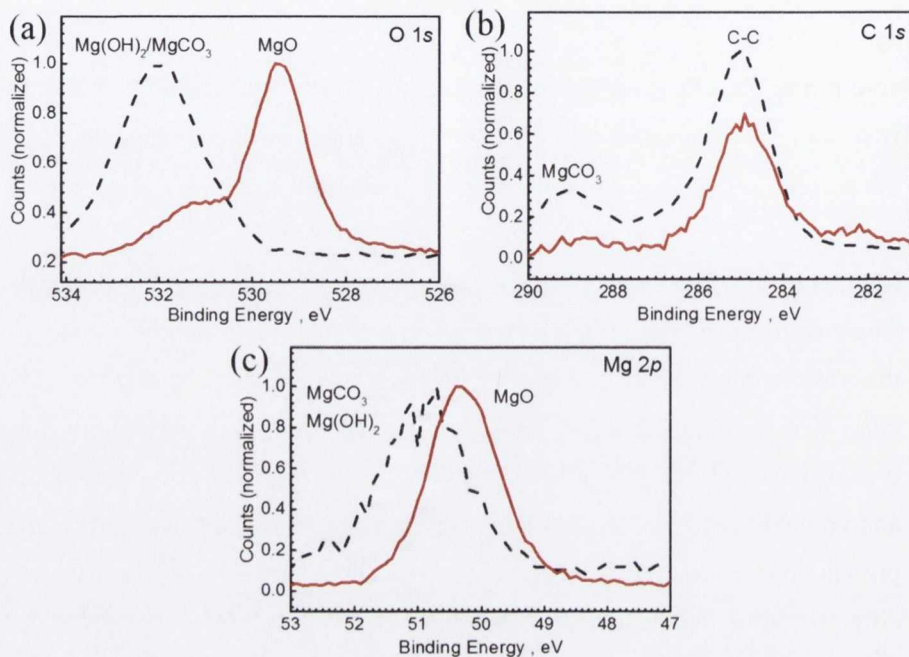 (a)
O 1s
Mg(OH)2/MgCO3
MgO
1.0
0.8
0.6
0.4
0.2
Counts (normalized)
534 532 530 528 526
Binding Energy , eV
(b)
C 1s
C-C
MgCO3
1.0
0.8
0.6
0.4
0.2
0.0
Counts (normalized)
290 288 286 284 282
Binding Energy , eV
(c)
Mg 2p
MgCO3
Mg(OH)2
MgO
1.0
0.8
0.6
0.4
0.2
0.0
Counts (normalized)
53 52 51 50 49 48 47
Binding Energy , eV